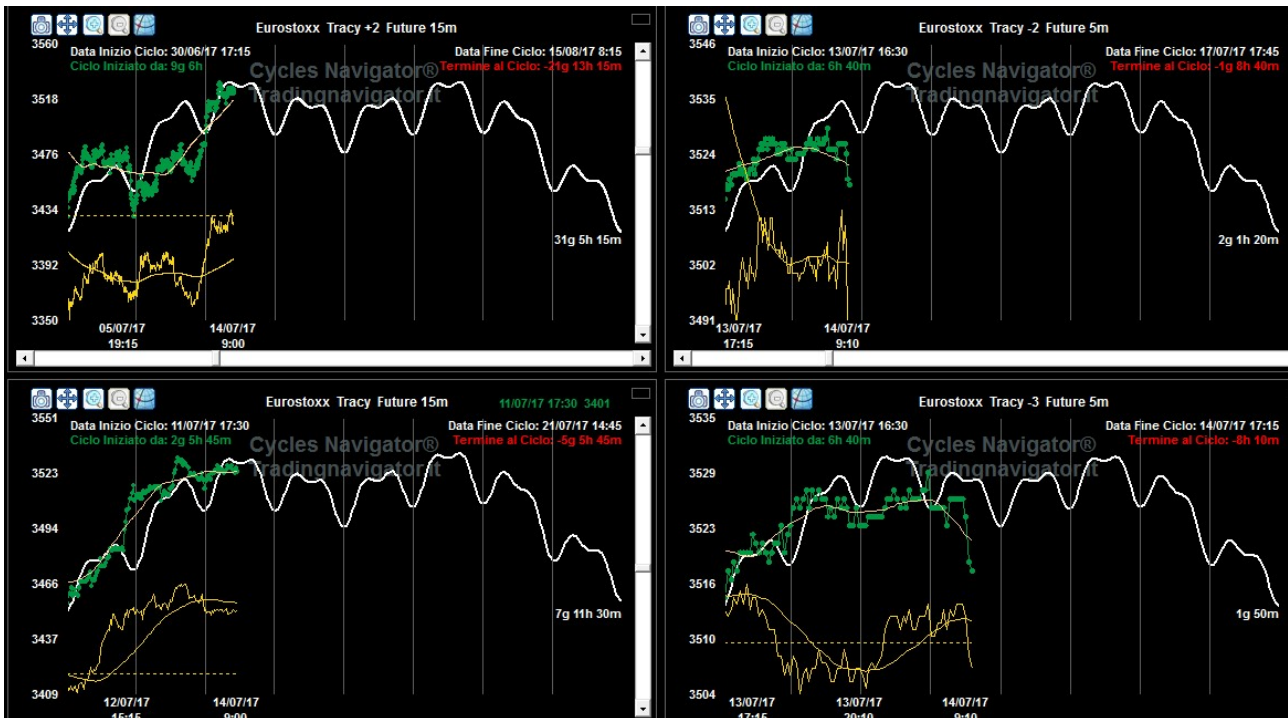 Eurostoxx Tracy +2 Future 15m
3560
Data Inizio Ciclo: 30/06/17 17:15
Data Fine Ciclo: 15/08/17 8:15
Ciclo Iniziato da: 9g 6h
Termine al Ciclo: -21g 13h 15m
Cycles Navigator®
Tradingnavigator.it
3518
3476
3434
31g 5h 15m
3392
3350
05/07/17
14/07/17
19:15
9:00
Eurostoxx Tracy -2 Future 5m
3546
Data Inizio Ciclo: 13/07/17 16:30
Data Fine Ciclo: 17/07/17 17:45
Ciclo Iniziato da: 6h 40m
Termine al Ciclo: -1g 8h 40m
Cycles Navigator®
Tradingnavigator.it
3535
3524
3513
2g 1h 20m
3502
3491
13/07/17
14/07/17
17:15
9:10
Eurostoxx Tracy Future 15m
11/07/17 17:30 3401
3551
Data Inizio Ciclo: 11/07/17 17:30
Data Fine Ciclo: 21/07/17 14:45
Ciclo Iniziato da: 2g 5h 45m
Termine al Ciclo: -5g 5h 45m
Cycles Navigator®
Tradingnavigator.it
3523
3494
3466
7g 11h 30m
3437
3409
12/07/17
14/07/17
15:15
9:00
Eurostoxx Tracy -3 Future 5m
3535
Data Inizio Ciclo: 13/07/17 16:30
Data Fine Ciclo: 14/07/17 17:15
Ciclo Iniziato da: 6h 40m
Termine al Ciclo: -8h 10m
Cycles Navigator®
Tradingnavigator.it
3529
3523
3516
1g 50m
3510
3504
13/07/17
13/07/17
14/07/17
17:15
20:10
9:10